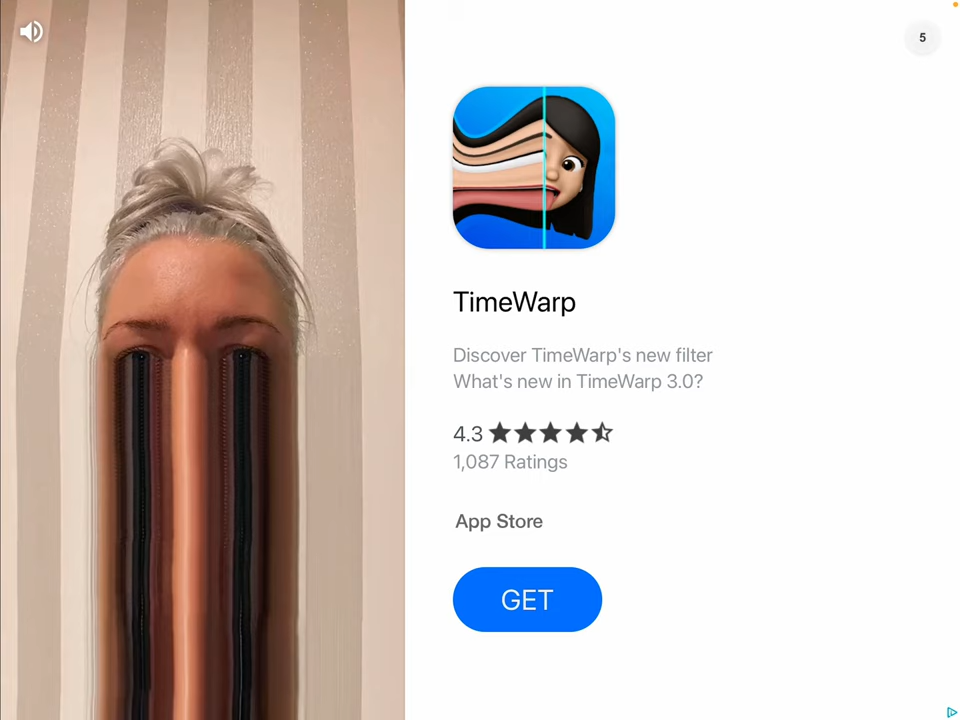 5
TimeWarp
Discover TimeWarp's new filter
What's new in TimeWarp 3.0?
4.3
1,087 Ratings
App Store
GET